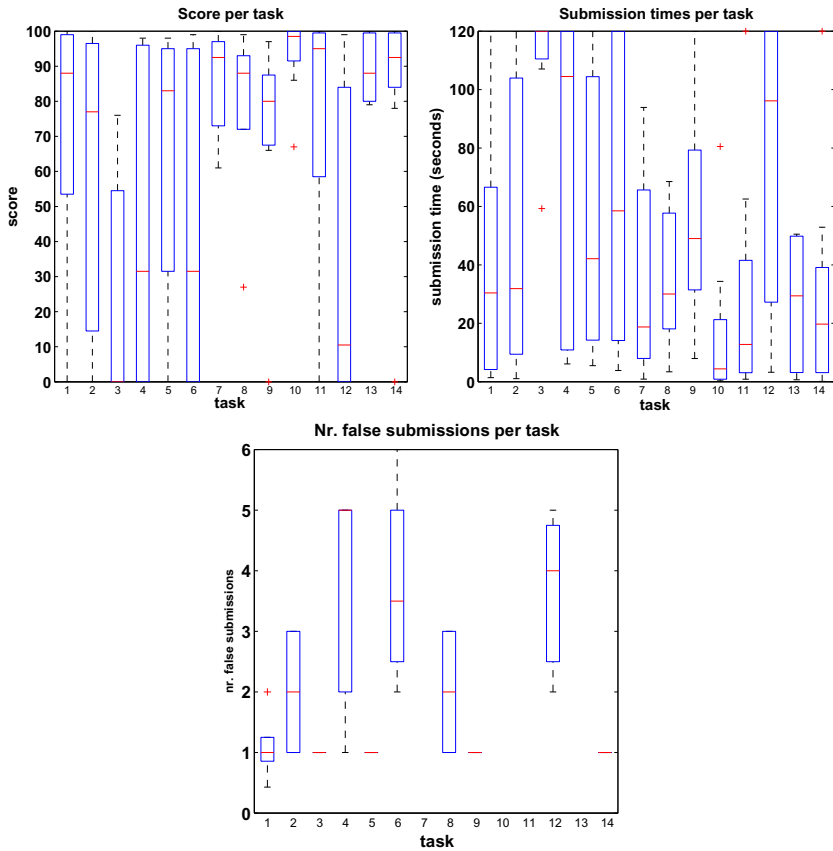 Score per task
score
100
90
80
70
60
50
40
30
20
10
0
1 2 3 4 5 6 7 8 9 10 11 12 13 14
task
Submission times per task
submission time (seconds)
120
100
80
60
40
20
0
1 2 3 4 5 6 7 8 9 10 11 12 13 14
task
Nr. false submissions per task
nr. false submissions
6
5
4
3
2
1
0
1 2 3 4 5 6 7 8 9 10 11 12 13 14
task